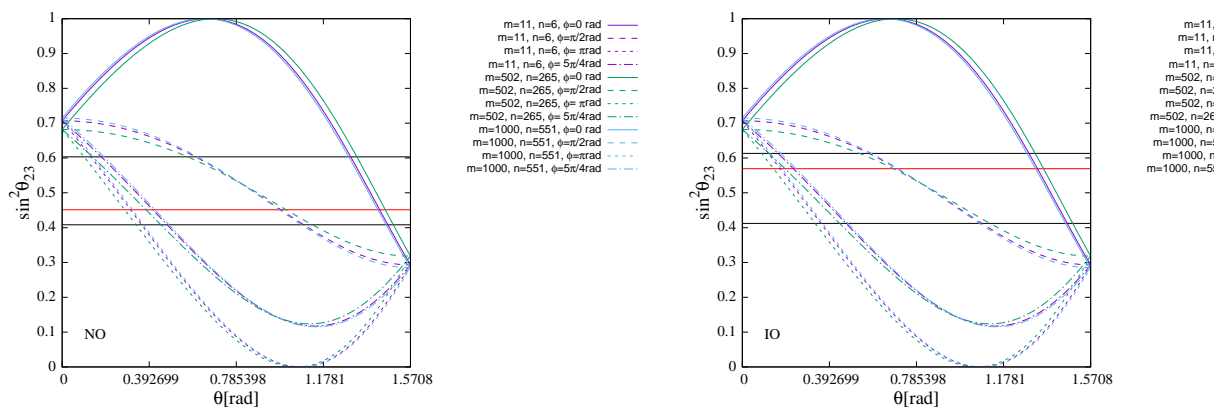 1
0.9
0.8
0.7
0.6
0.5
0.4
0.3
0.2
0.1
0
sin²θ₂₃
NO
0 0.392699 0.785398 1.1781 1.5708
θ[rad]
m=11, n=6, ϕ=0 rad
m=11, n=6, ϕ=π/2rad
m=11, n=6, ϕ= πrad
m=11, n=6, ϕ= 5π/4rad
m=502, n=265, ϕ=0 rad
m=502, n=265, ϕ=π/2rad
m=502, n=265, ϕ= πrad
m=502, n=265, ϕ= 5π/4rad
m=1000, n=551, ϕ=0 rad
m=1000, n=551, ϕ=π/2rad
m=1000, n=551, ϕ=πrad
m=1000, n=551, ϕ=5π/4rad
1
0.9
0.8
0.7
0.6
0.5
0.4
0.3
0.2
0.1
0
sin²θ₂₃
IO
0 0.392699 0.785398 1.1781 1.5708
θ[rad]
m=11,
m=11, n
m=11,
m=11, n=
m=502,
m=502, n=2
m=502, n=
m=502, n=26
m=1000,
m=1000, n=5
m=1000, n=
m=1000, n=55